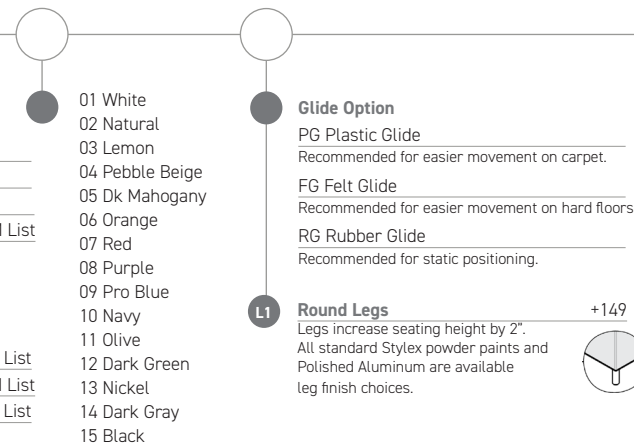 l List
List
l List
List
01 White
02 Natural
03 Lemon
04 Pebble Beige
05 Dk Mahogany
06 Orange
07 Red
08 Purple
09 Pro Blue
10 Navy
11 Olive
12 Dark Green
13 Nickel
14 Dark Gray
15 Black
Glide Option
PG Plastic Glide
Recommended for easier movement on carpet.
FG Felt Glide
Recommended for easier movement on hard floors
RG Rubber Glide
Recommended for static positioning.
L1
Round Legs +149
Legs increase seating height by 2".
All standard Stylex powder paints and
Polished Aluminum are available
leg finish choices.